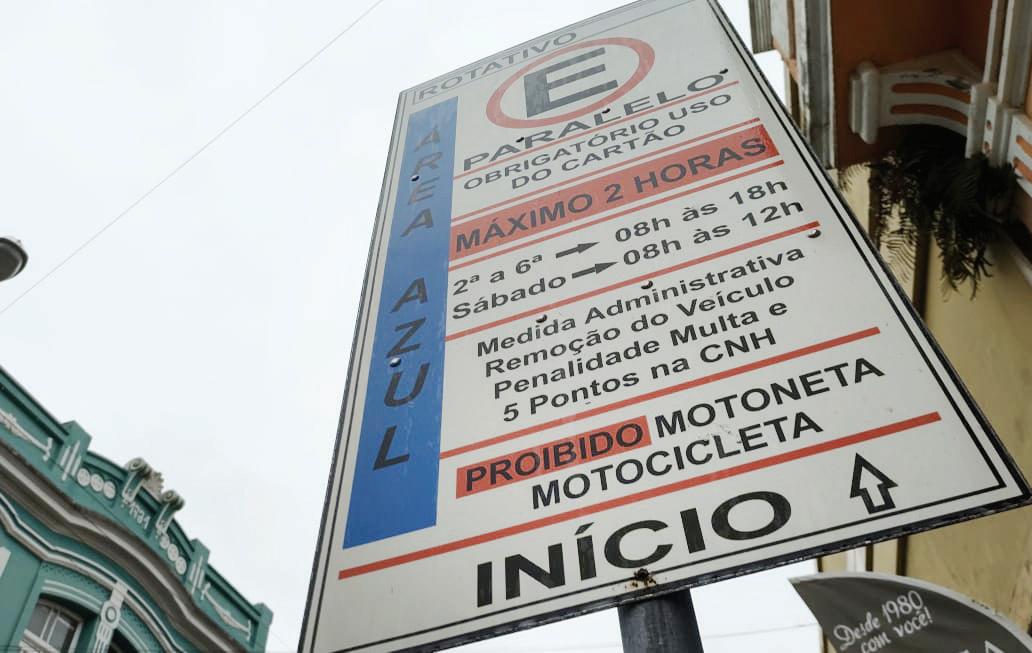 ROTATIVO
E
PARALELO
OBRIGATÓRIO USO
DO CARTÃO
MÁXIMO 2 HORAS
2ª a 6ª → 08h às 18h
Sábado → 08h às 12h
Medida Administrativa
Remoção do Veículo
Penalidade Multa e
5 Pontos na CNH
PROIBIDO MOTONETA
MOTOCICLETA
INÍCIO ↑
ÁREA AZUL
Desde 1980
com você!